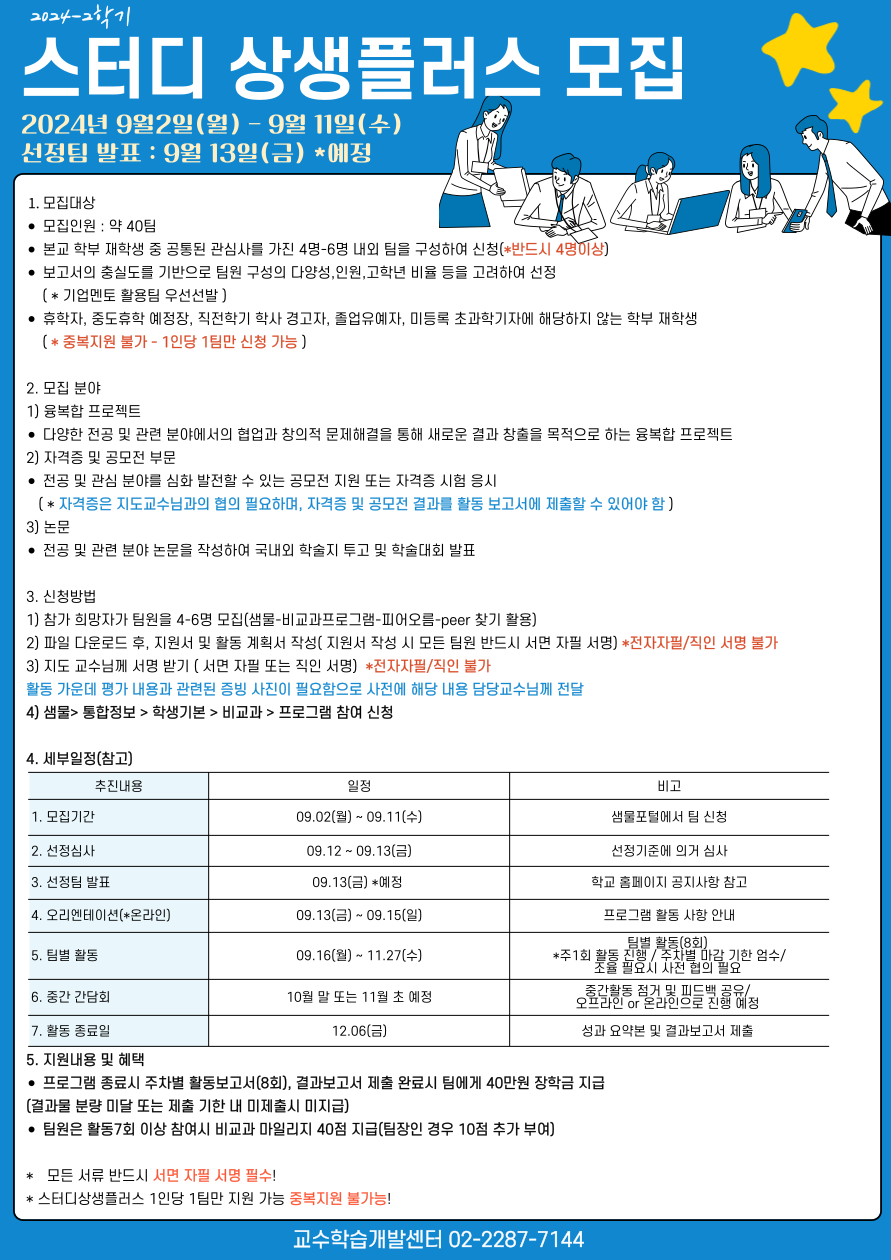 2024-2학기
스터디 상생플러스 모집
2024년 9월2일(월) - 9월 11일(수)
선정팀 발표 : 9월 13일(금) *예정
1. 모집대상
• 모집인원 : 약 40팀
• 본교 학부 재학생 중 공통된 관심사를 가진 4명-6명 내외 팀을 구성하여 신청(*반드시 4명이상)
• 보고서의 충실도를 기반으로 팀원 구성의 다양성,인원,고학년 비율 등을 고려하여 선정
( * 기업멘토 활용팀 우선선발 )
• 휴학자, 중도휴학 예정장, 직전학기 학사 경고자, 졸업유예자, 미등록 초과학기자에 해당하지 않는 학부 재학생
( * 중복지원 불가 - 1인당 1팀만 신청 가능 )
2. 모집 분야
1) 융복합 프로젝트
• 다양한 전공 및 관련 분야에서의 협업과 창의적 문제해결을 통해 새로운 결과 창출을 목적으로 하는 융복합 프로젝트
2) 자격증 및 공모전 부문
• 전공 및 관심 분야를 심화 발전할 수 있는 공모전 지원 또는 자격증 시험 응시
( * 자격증은 지도교수님과의 협의 필요하며, 자격증 및 공모전 결과를 활동 보고서에 제출할 수 있어야 함 )
3) 논문
• 전공 및 관련 분야 논문을 작성하여 국내외 학술지 투고 및 학술대회 발표
3. 신청방법
1) 참가 희망자가 팀원을 4-6명 모집(샘물-비교과프로그램-피어오름-peer 찾기 활용)
2) 파일 다운로드 후, 지원서 및 활동 계획서 작성( 지원서 작성 시 모든 팀원 반드시 서면 자필 서명) *전자자필/직인 서명 불가
3) 지도 교수님께 서명 받기 ( 서면 자필 또는 직인 서명) *전자자필/직인 불가
활동 가운데 평가 내용과 관련된 증빙 사진이 필요함으로 사전에 해당 내용 담당교수님께 전달
4) 샘물> 통합정보 > 학생기본 > 비교과 > 프로그램 참여 신청
4. 세부일정(참고)
추진내용 일정 비고
1. 모집기간 09.02(월) ~ 09.11(수) 샘물포털에서 팀 신청
2. 선정심사 09.12 ~ 09.13(금) 선정기준에 의거 심사
3. 선정팀 발표 09.13(금) *예정 학교 홈페이지 공지사항 참고
4. 오리엔테이션(*온라인) 09.13(금) ~ 09.15(일) 프로그램 활동 사항 안내
5. 팀별 활동 09.16(월) ~ 11.27(수) 팀별 활동(8회)
*주1회 활동 진행 / 주차별 마감 기한 엄수/
조율 필요시 사전 협의 필요
6. 중간 간담회 10월 말 또는 11월 초 예정 중간활동 점거 및 피드백 공유/
오프라인 or 온라인으로 진행 예정
7. 활동 종료일 12.06(금) 성과 요약본 및 결과보고서 제출
5. 지원내용 및 혜택
• 프로그램 종료시 주차별 활동보고서(8회), 결과보고서 제출 완료시 팀에게 40만원 장학금 지급
(결과물 분량 미달 또는 제출 기한 내 미제출시 미지급)
• 팀원은 활동7회 이상 참여시 비교과 마일리지 40점 지급(팀장인 경우 10점 추가 부여)
* 모든 서류 반드시 서면 자필 서명 필수!
* 스터디상생플러스 1인당 1팀만 지원 가능 중복지원 불가능!
교수학습개발센터 02-2287-7144